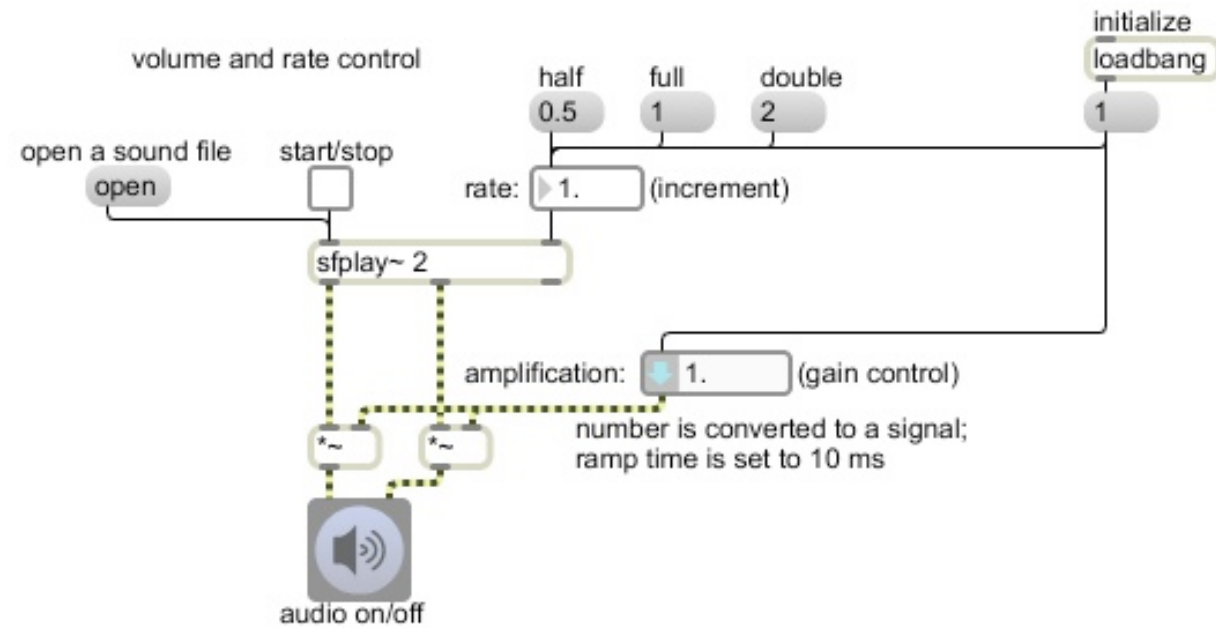 initialize
loadbang
volume and rate control
half
full
double
0.5
1
2
1
open a sound file
start/stop
open
rate:
1.
(increment)
sfplay~ 2
amplification:
1.
(gain control)
number is converted to a signal;
ramp time is set to 10 ms
*~
*~
audio on/off